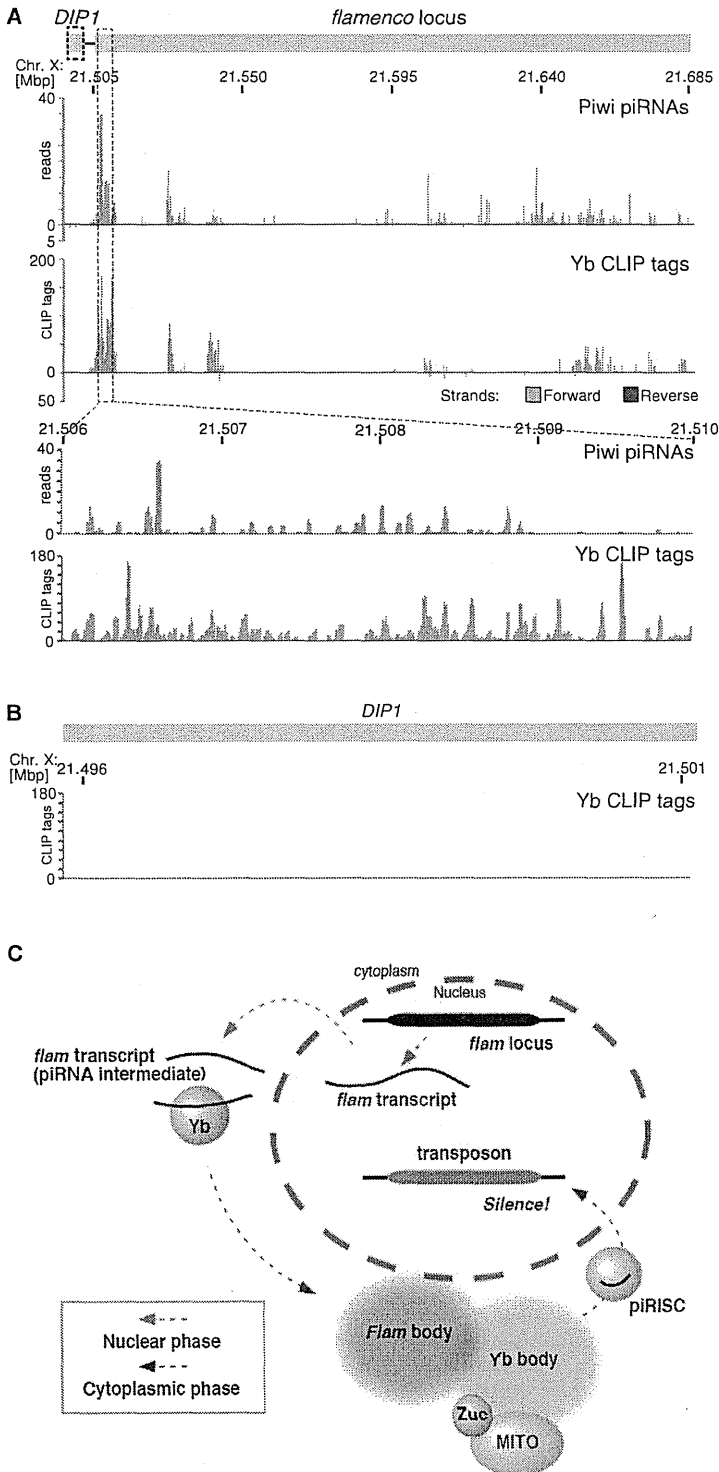 A
DIP1 flamenco locus
Chr. X:
[Mbp] 21.505 21.550 21.595 21.640 21.685
Piwi piRNAs
40
reads
0
5
Yb CLIP tags
200
CLIP tags
0
50
Strands: Forward Reverse
21.506 21.507 21.508 21.509 21.510
Piwi piRNAs
40
reads
0
Yb CLIP tags
180
CLIP tags
0
B
DIP1
Chr. X:
[Mbp] 21.496 21.501
Yb CLIP tags
180
CLIP tags
0
C
cytoplasm
Nucleus
flam locus
flam transcript
(piRNA intermediate)
flam transcript
Yb
transposon
Silence!
piRISC
Flam body
Yb body
Nuclear phase
Cytoplasmic phase
Zuc
MITO